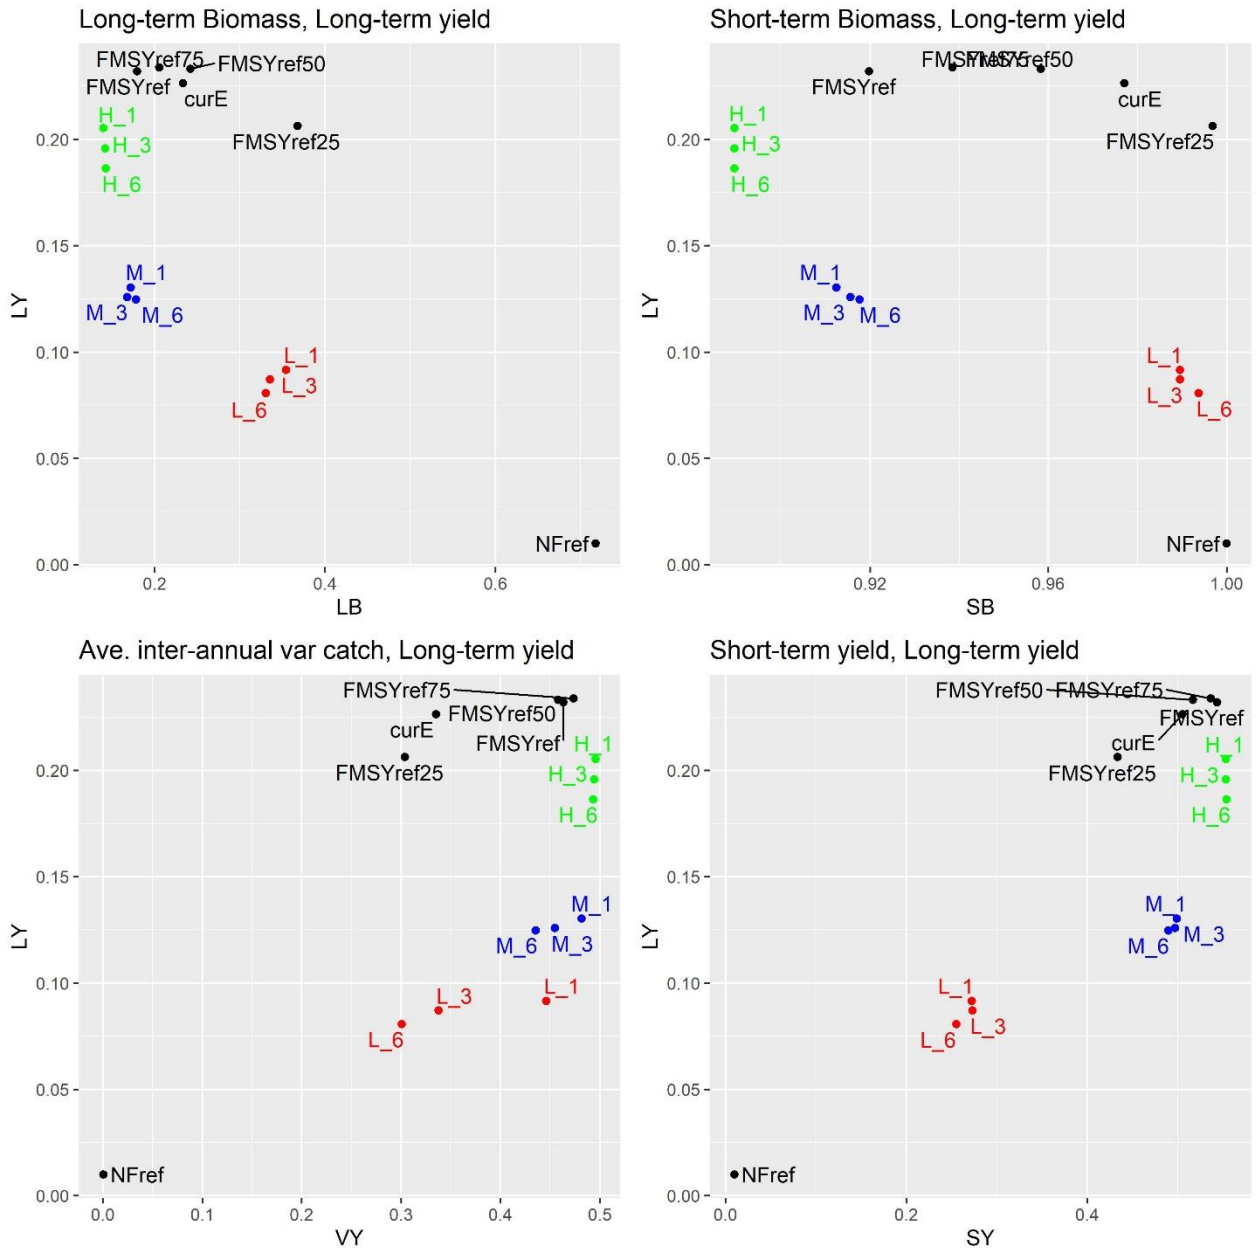 Long-term Biomass, Long-term yield
FMSYref75
FMSYref50
FMSYref
curE
H_1
H_3
H_6
FMSYref25
M_1
M_3
M_6
L_1
L_3
L_6
NFref
0.20
0.15
0.10
0.05
0.00
LY
0.2
0.4
0.6
LB
Short-term Biomass, Long-term yield
FMSYref75
FMSYref50
FMSYref
curE
H_1
H_3
H_6
FMSYref25
M_1
M_3
M_6
L_1
L_3
L_6
NFref
0.20
0.15
0.10
0.05
0.00
LY
0.92
0.96
1.00
SB
Ave. inter-annual var catch, Long-term yield
FMSYref75
FMSYref50
curE
FMSYref
H_1
FMSYref25
H_3
H_6
M_1
M_6
M_3
L_3
L_1
L_6
NFref
0.20
0.15
0.10
0.05
0.00
LY
0.0
0.1
0.2
0.3
0.4
0.5
VY
Short-term yield, Long-term yield
FMSYref50
FMSYref75
FMSYref
curE
H_1
FMSYref25
H_3
H_6
M_1
M_6
M_3
L_1
L_3
L_6
NFref
0.20
0.15
0.10
0.05
0.00
LY
0.0
0.2
0.4
SY